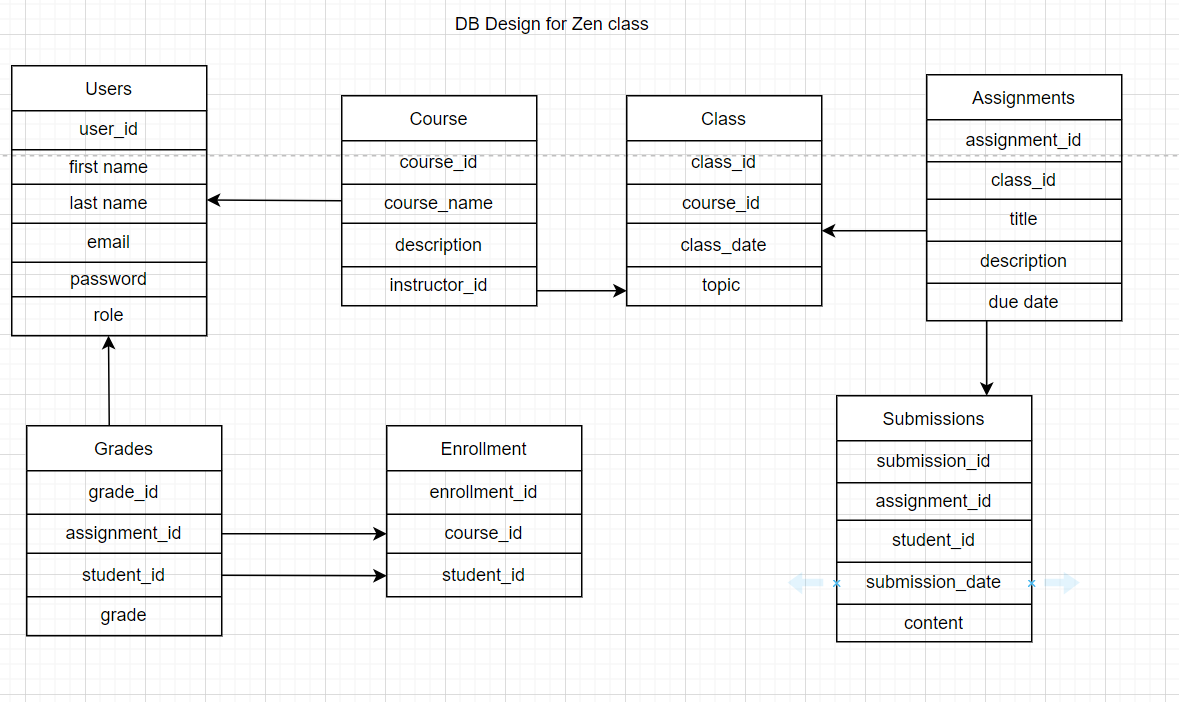 DB Design for Zen class
Users
user_id
first name
last name
email
password
role
Course
course_id
course_name
description
instructor_id
Class
class_id
course_id
class_date
topic
Assignments
assignment_id
class_id
title
description
due date
Grades
grade_id
assignment_id
student_id
grade
Enrollment
enrollment_id
course_id
student_id
Submissions
submission_id
assignment_id
student_id
submission_date
content